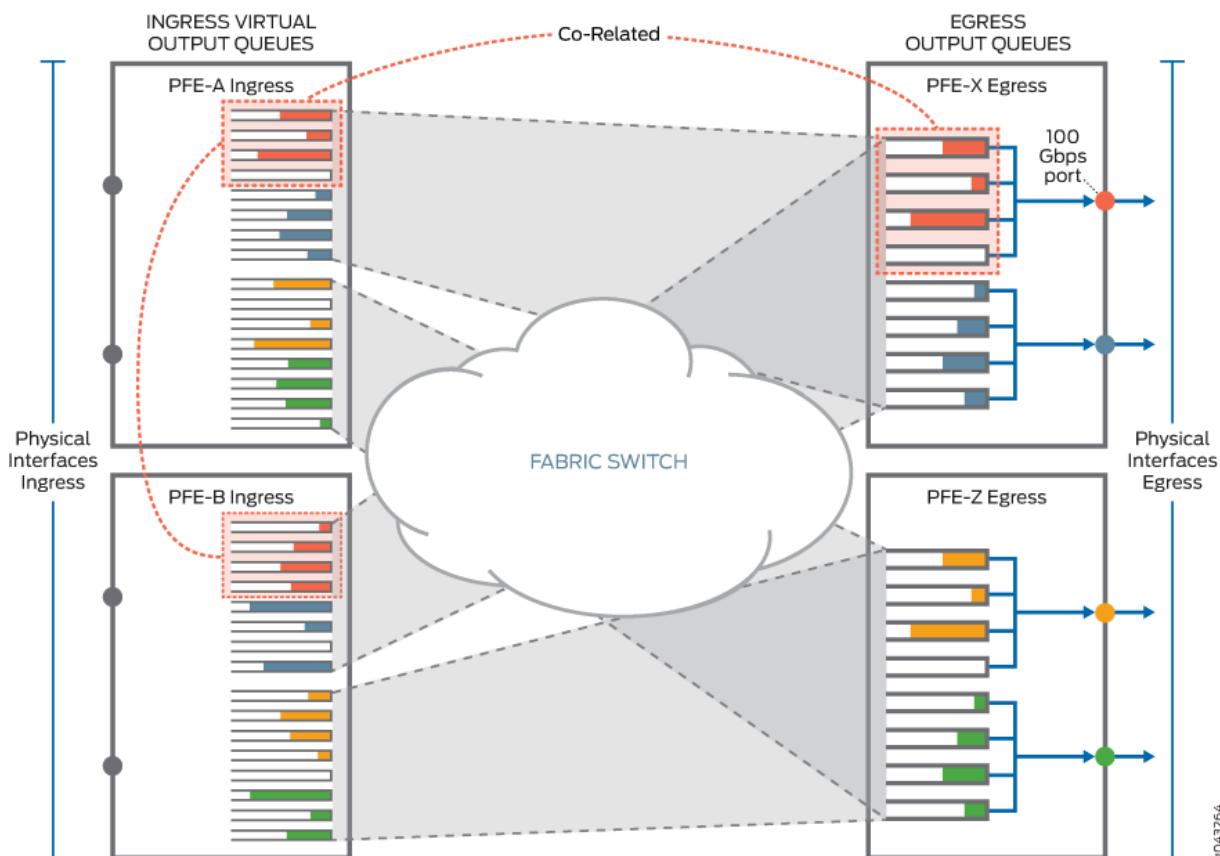 INGRESS VIRTUAL
OUTPUT QUEUES
Co-Related
EGRESS
OUTPUT QUEUES
PFE-A Ingress
PFE-X Egress
100
Gbps
port
Physical
Interfaces
Ingress
FABRIC SWITCH
Physical
Interfaces
Egress
PFE-B Ingress
PFE-Z Egress
g043264